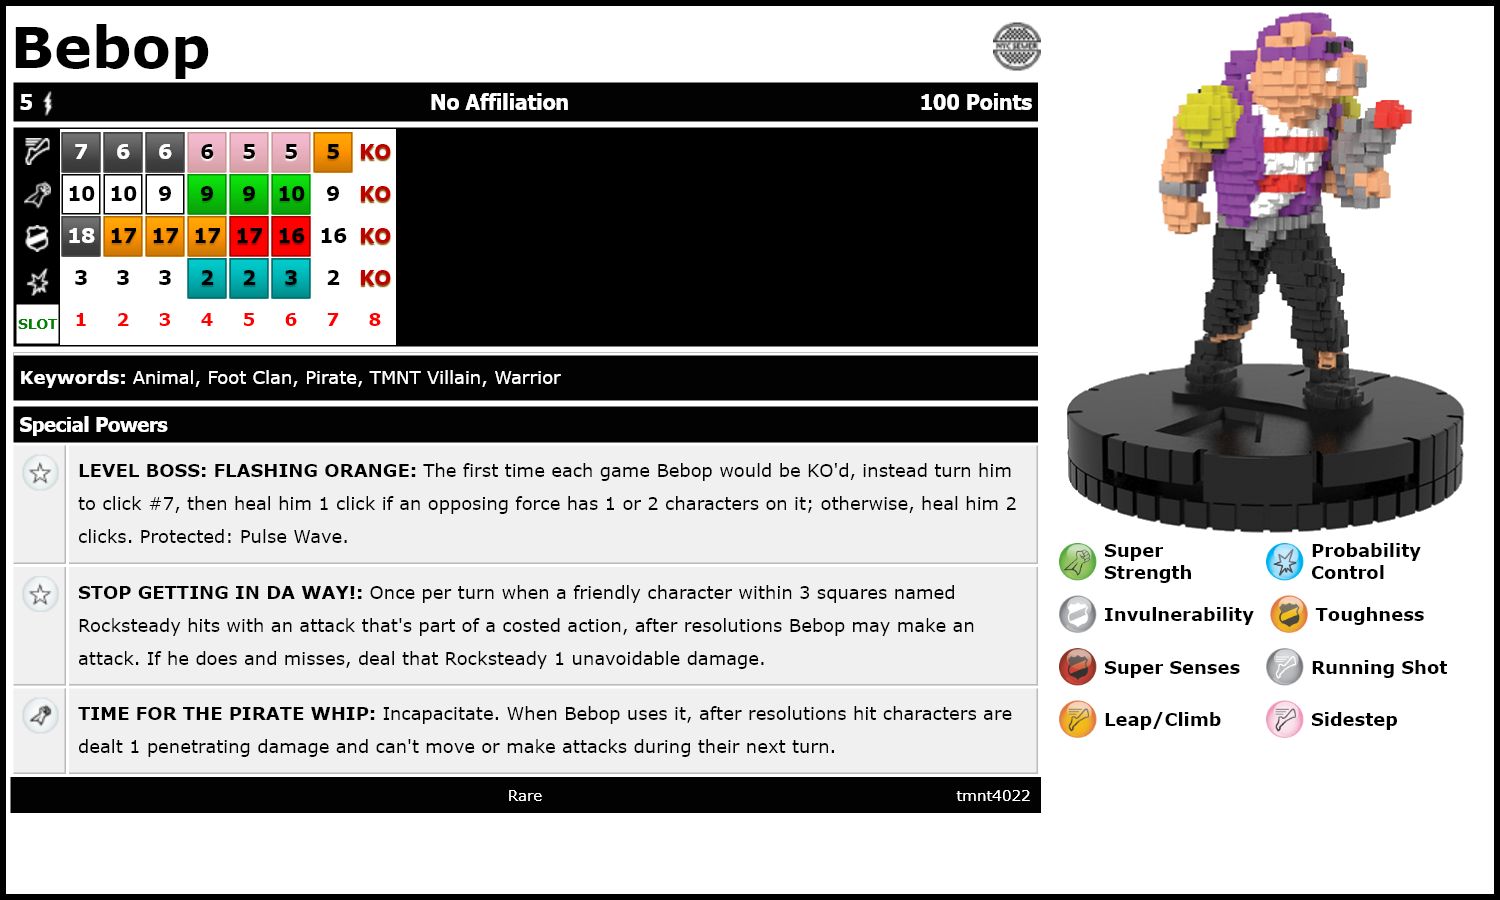 Bebop
NYC SEWER
5 No Affiliation 100 Points
7 6 6 6 5 5 5 KO
10 10 9 9 9 10 9 KO
18 17 17 17 17 16 16 KO
3 3 3 2 2 3 2 KO
SLOT 1 2 3 4 5 6 7 8
Keywords: Animal, Foot Clan, Pirate, TMNT Villain, Warrior
Special Powers
LEVEL BOSS: FLASHING ORANGE: The first time each game Bebop would be KO'd, instead turn him
to click #7, then heal him 1 click if an opposing force has 1 or 2 characters on it; otherwise, heal him 2
clicks. Protected: Pulse Wave.
STOP GETTING IN DA WAY!: Once per turn when a friendly character within 3 squares named
Rocksteady hits with an attack that's part of a costed action, after resolutions Bebop may make an
attack. If he does and misses, deal that Rocksteady 1 unavoidable damage.
TIME FOR THE PIRATE WHIP: Incapacitate. When Bebop uses it, after resolutions hit characters are
dealt 1 penetrating damage and can't move or make attacks during their next turn.
Rare tmnt4022
Super
Strength
Probability
Control
Invulnerability Toughness
Super Senses Running Shot
Leap/Climb Sidestep